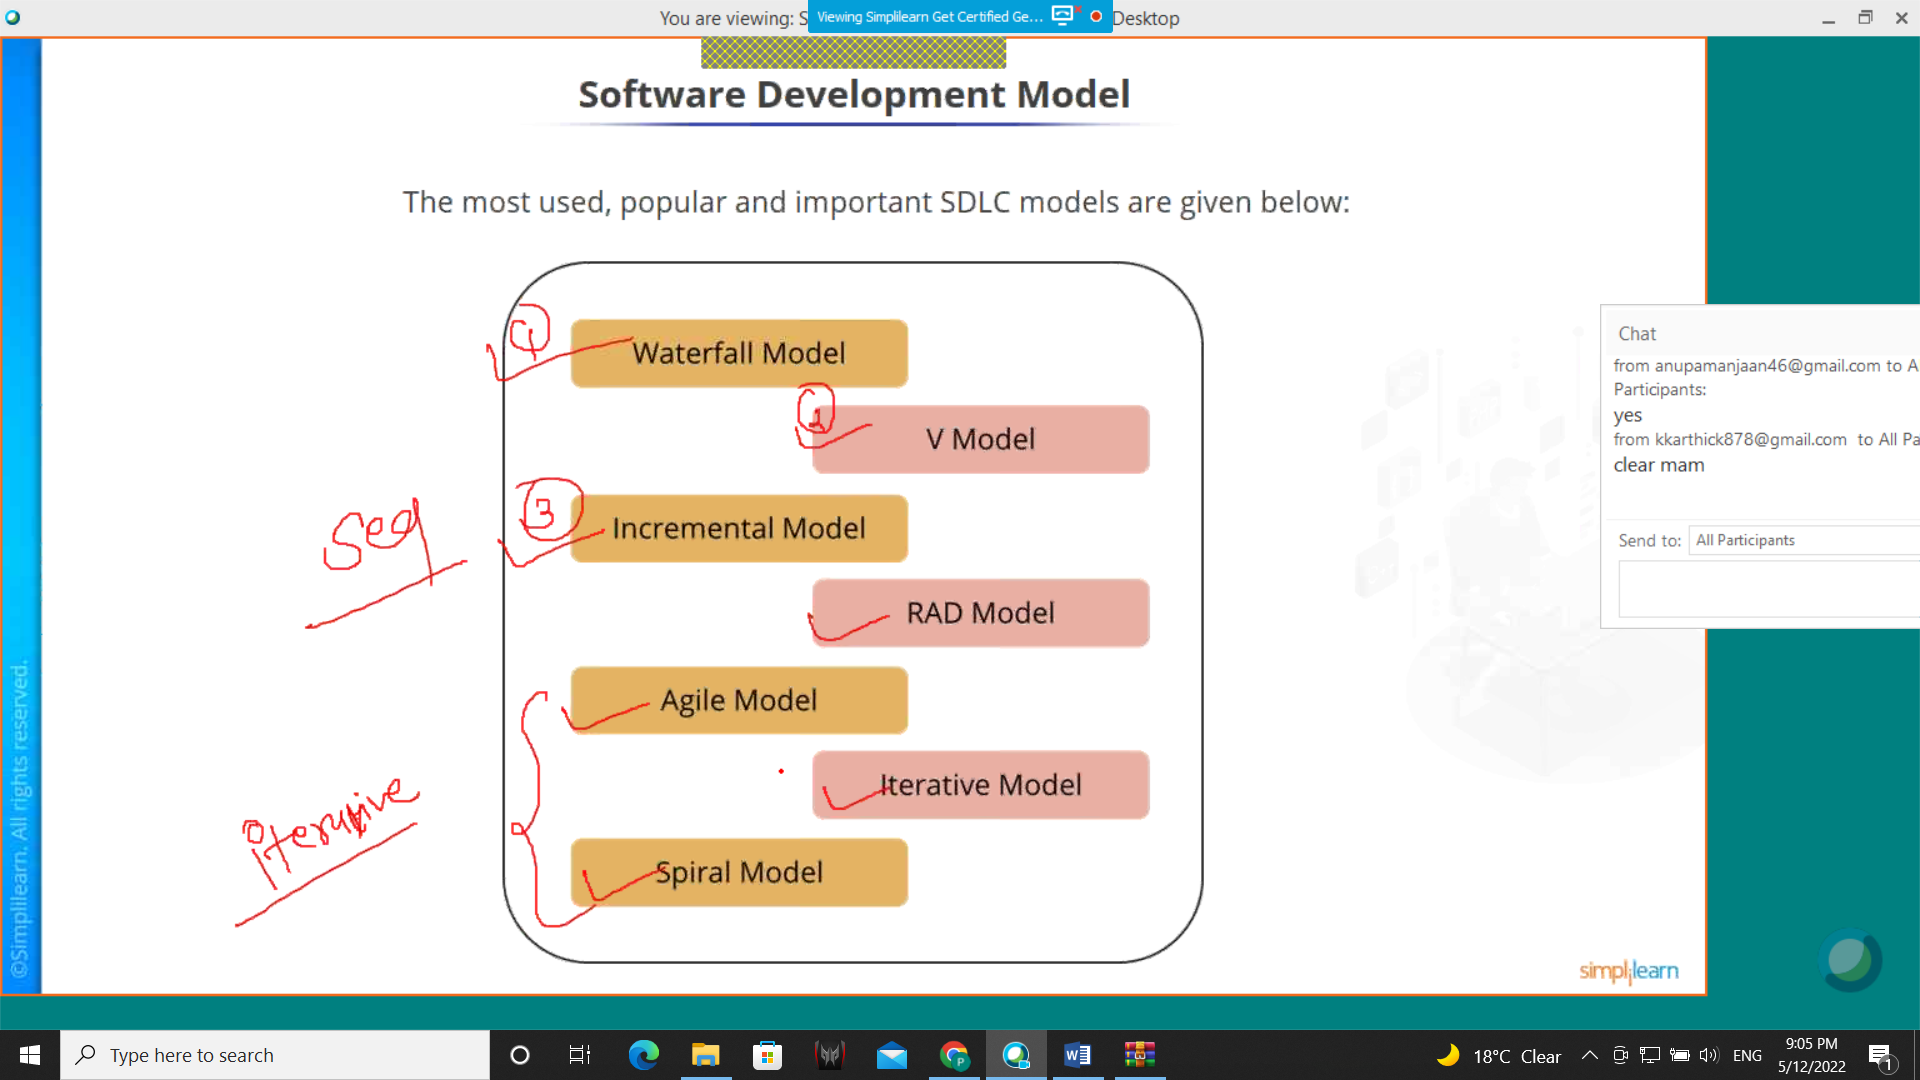 You are viewing: S
Viewing Simplilearn Get Certified Ge...
Desktop
Software Development Model
The most used, popular and important SDLC models are given below:
1
Waterfall Model
2
V Model
3
Incremental Model
Seq
RAD Model
Agile Model
Iterative Model
iterative
Spiral Model
©Simplilearn. All rights reserved.
simplilearn
Chat
from anupamanjaan46@gmail.com to A
Participants:
yes
from kkarthick878@gmail.com to All Pa
clear mam
Send to: All Participants
Type here to search
18°C Clear
ENG
9:05 PM
5/12/2022
1